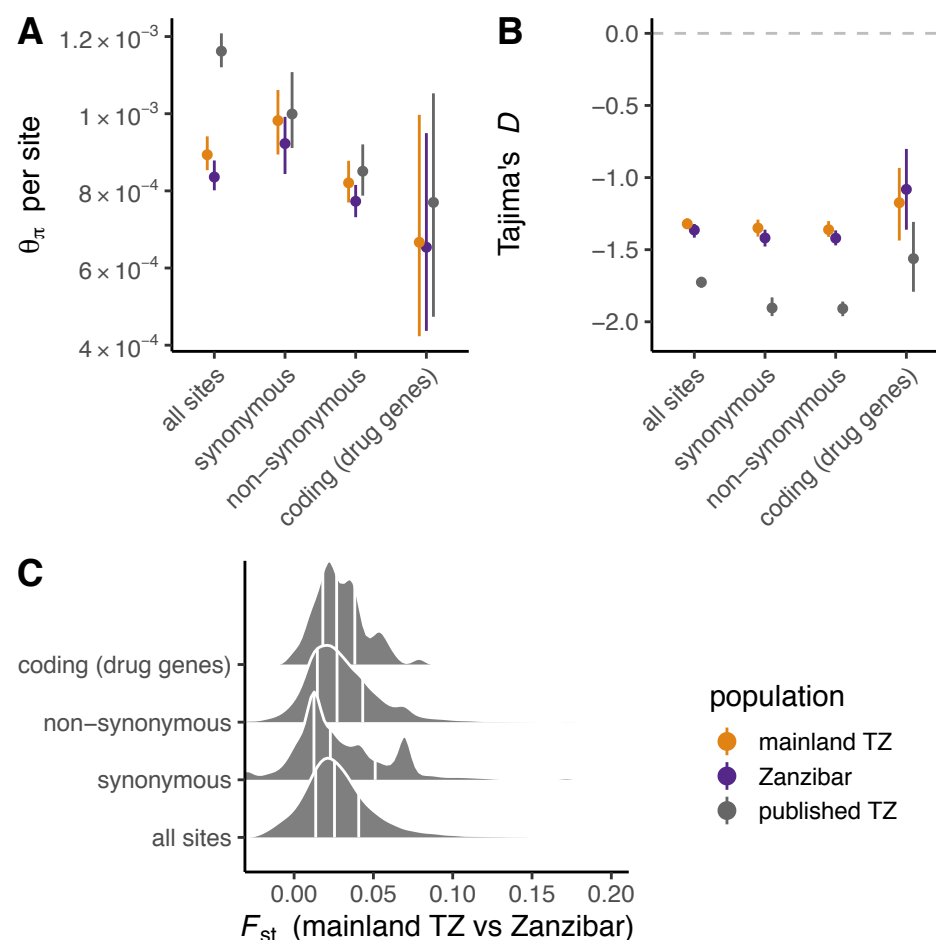 A
θπ per site
1.2 × 10⁻³
1 × 10⁻³
8 × 10⁻⁴
6 × 10⁻⁴
4 × 10⁻⁴
all sites
synonymous
non−synonymous
coding (drug genes)
B
Tajima's D
0.0
−0.5
−1.0
−1.5
−2.0
all sites
synonymous
non−synonymous
coding (drug genes)
C
coding (drug genes)
non−synonymous
synonymous
all sites
0.00 0.05 0.10 0.15 0.20
Fst (mainland TZ vs Zanzibar)
population
mainland TZ
Zanzibar
published TZ